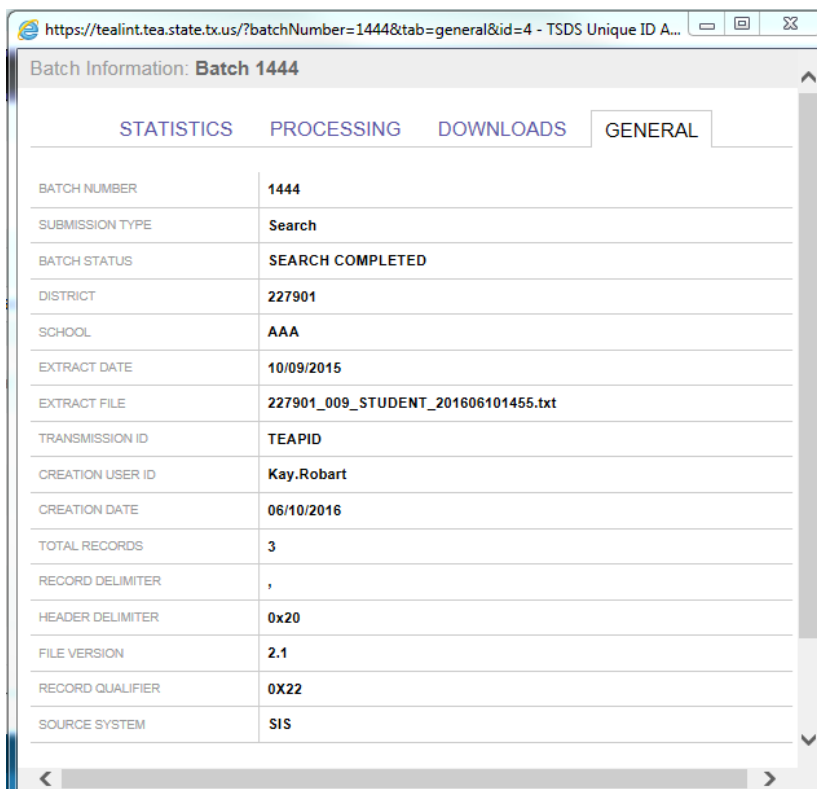 https://tealint.tea.state.tx.us/?batchNumber=1444&tab=general&id=4 - TSDS Unique ID A...
Batch Information: Batch 1444
STATISTICS PROCESSING DOWNLOADS GENERAL
BATCH NUMBER 1444
SUBMISSION TYPE Search
BATCH STATUS SEARCH COMPLETED
DISTRICT 227901
SCHOOL AAA
EXTRACT DATE 10/09/2015
EXTRACT FILE 227901_009_STUDENT_201606101455.txt
TRANSMISSION ID TEAPID
CREATION USER ID Kay.Robart
CREATION DATE 06/10/2016
TOTAL RECORDS 3
RECORD DELIMITER ,
HEADER DELIMITER 0x20
FILE VERSION 2.1
RECORD QUALIFIER 0X22
SOURCE SYSTEM SIS